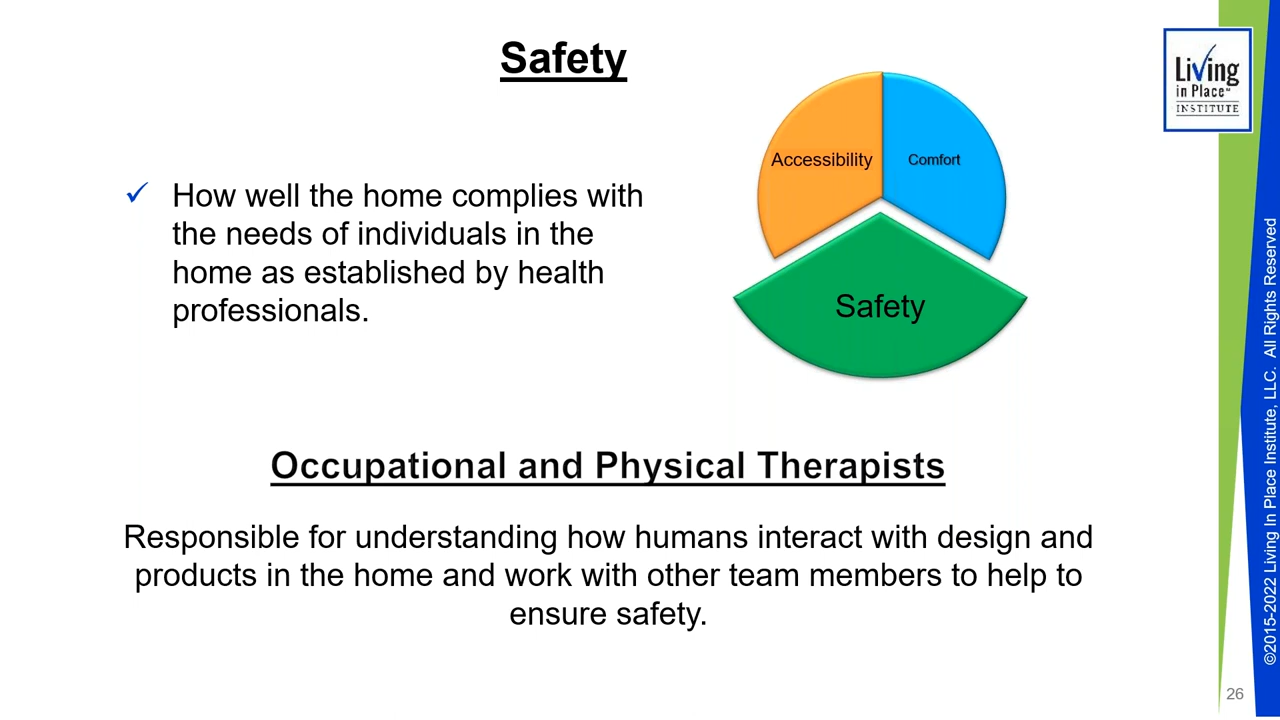 Safety
Living
in Place℠
INSTITUTE
Accessibility
Comfort
✓ How well the home complies with
the needs of individuals in the
home as established by health
professionals.
Safety
Occupational and Physical Therapists
Responsible for understanding how humans interact with design and
products in the home and work with other team members to help to
ensure safety.
©2015-2022 Living In Place Institute, LLC. All Rights Reserved
26